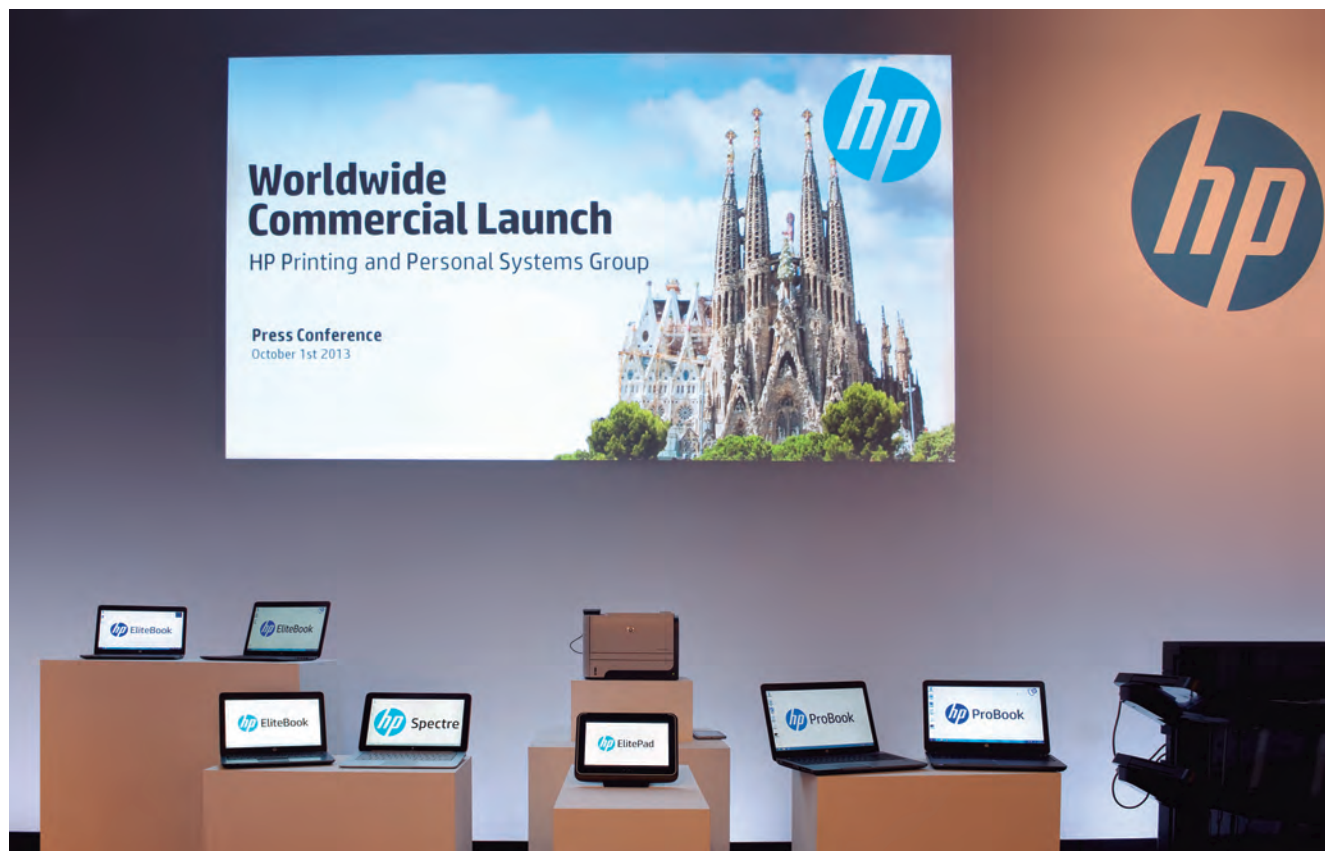 hp
Worldwide
Commercial Launch
HP Printing and Personal Systems Group
Press Conference
October 1st 2013
hp
hp EliteBook
hp EliteBook
hp EliteBook
hp Spectre
hp ElitePad
hp ProBook
hp ProBook